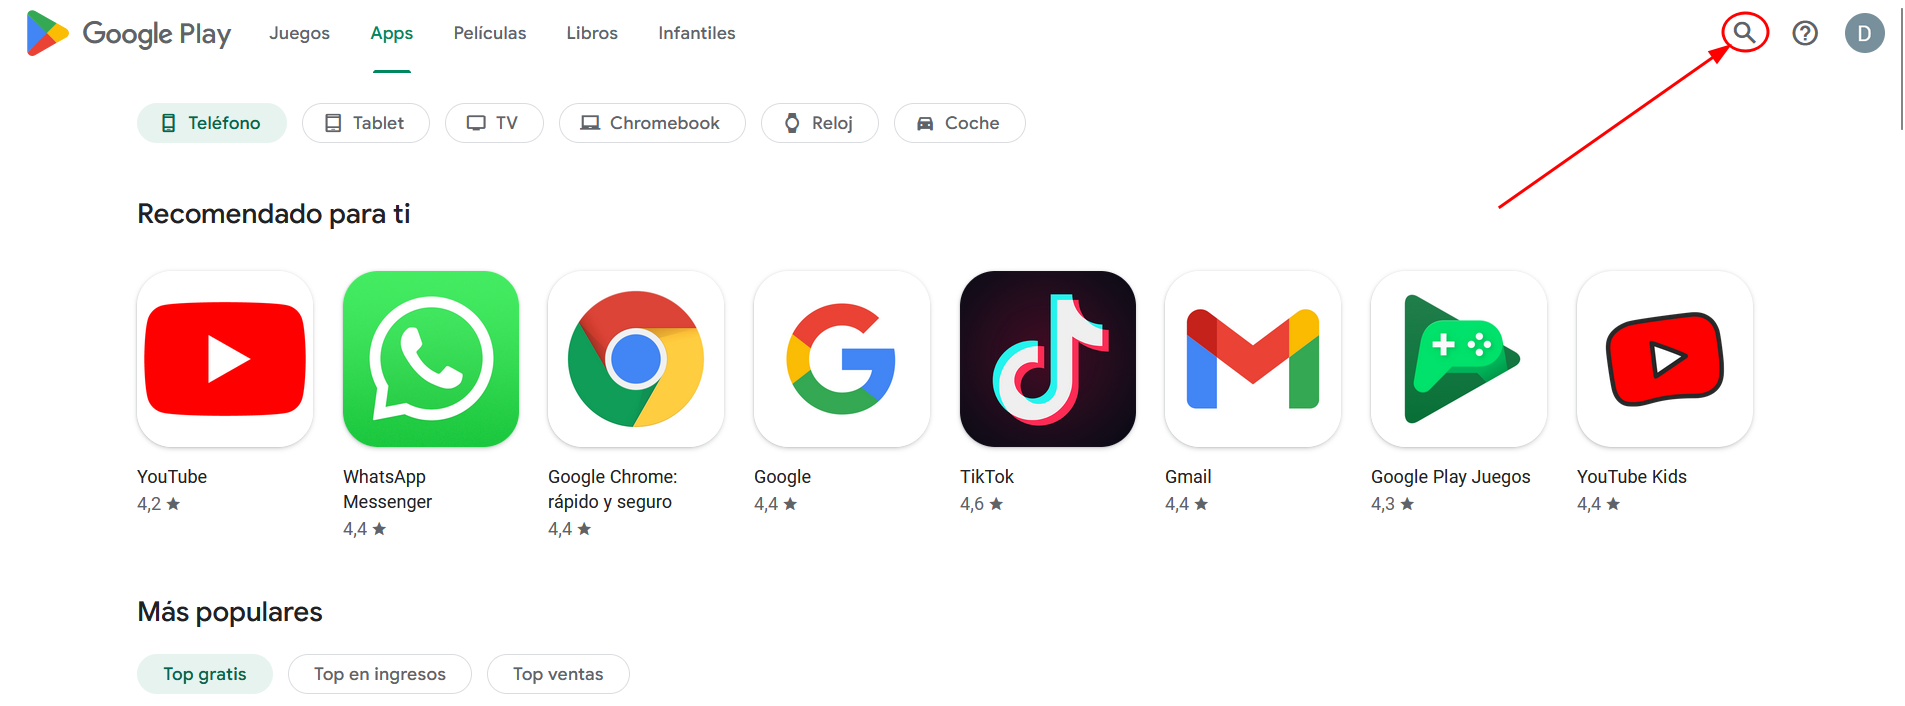 Google Play Juegos Apps Películas Libros Infantiles D
Teléfono Tablet TV Chromebook Reloj Coche
Recomendado para ti
YouTube
4,2 ★
WhatsApp
Messenger
4,4 ★
Google Chrome:
rápido y seguro
4,4 ★
Google
4,4 ★
TikTok
4,6 ★
Gmail
4,4 ★
Google Play Juegos
4,3 ★
YouTube Kids
4,4 ★
Más populares
Top gratis Top en ingresos Top ventas